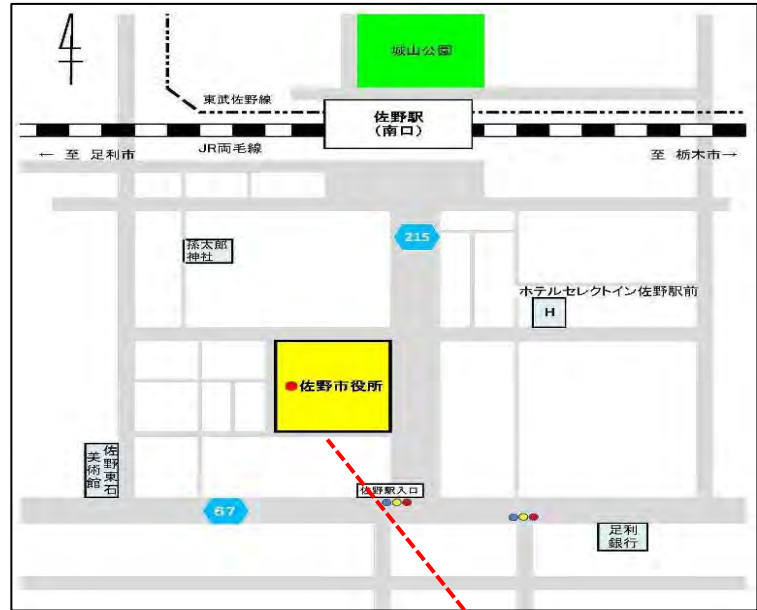 城山公園
東武佐野線
佐野駅
(南口)
← 至 足利市
JR両毛線
至 栃木市→
215
孫太郎
神社
ホテルセレクトイン佐野駅前
H
佐野市役所
佐野東石
美術館
佐野駅入口
67
足利
銀行